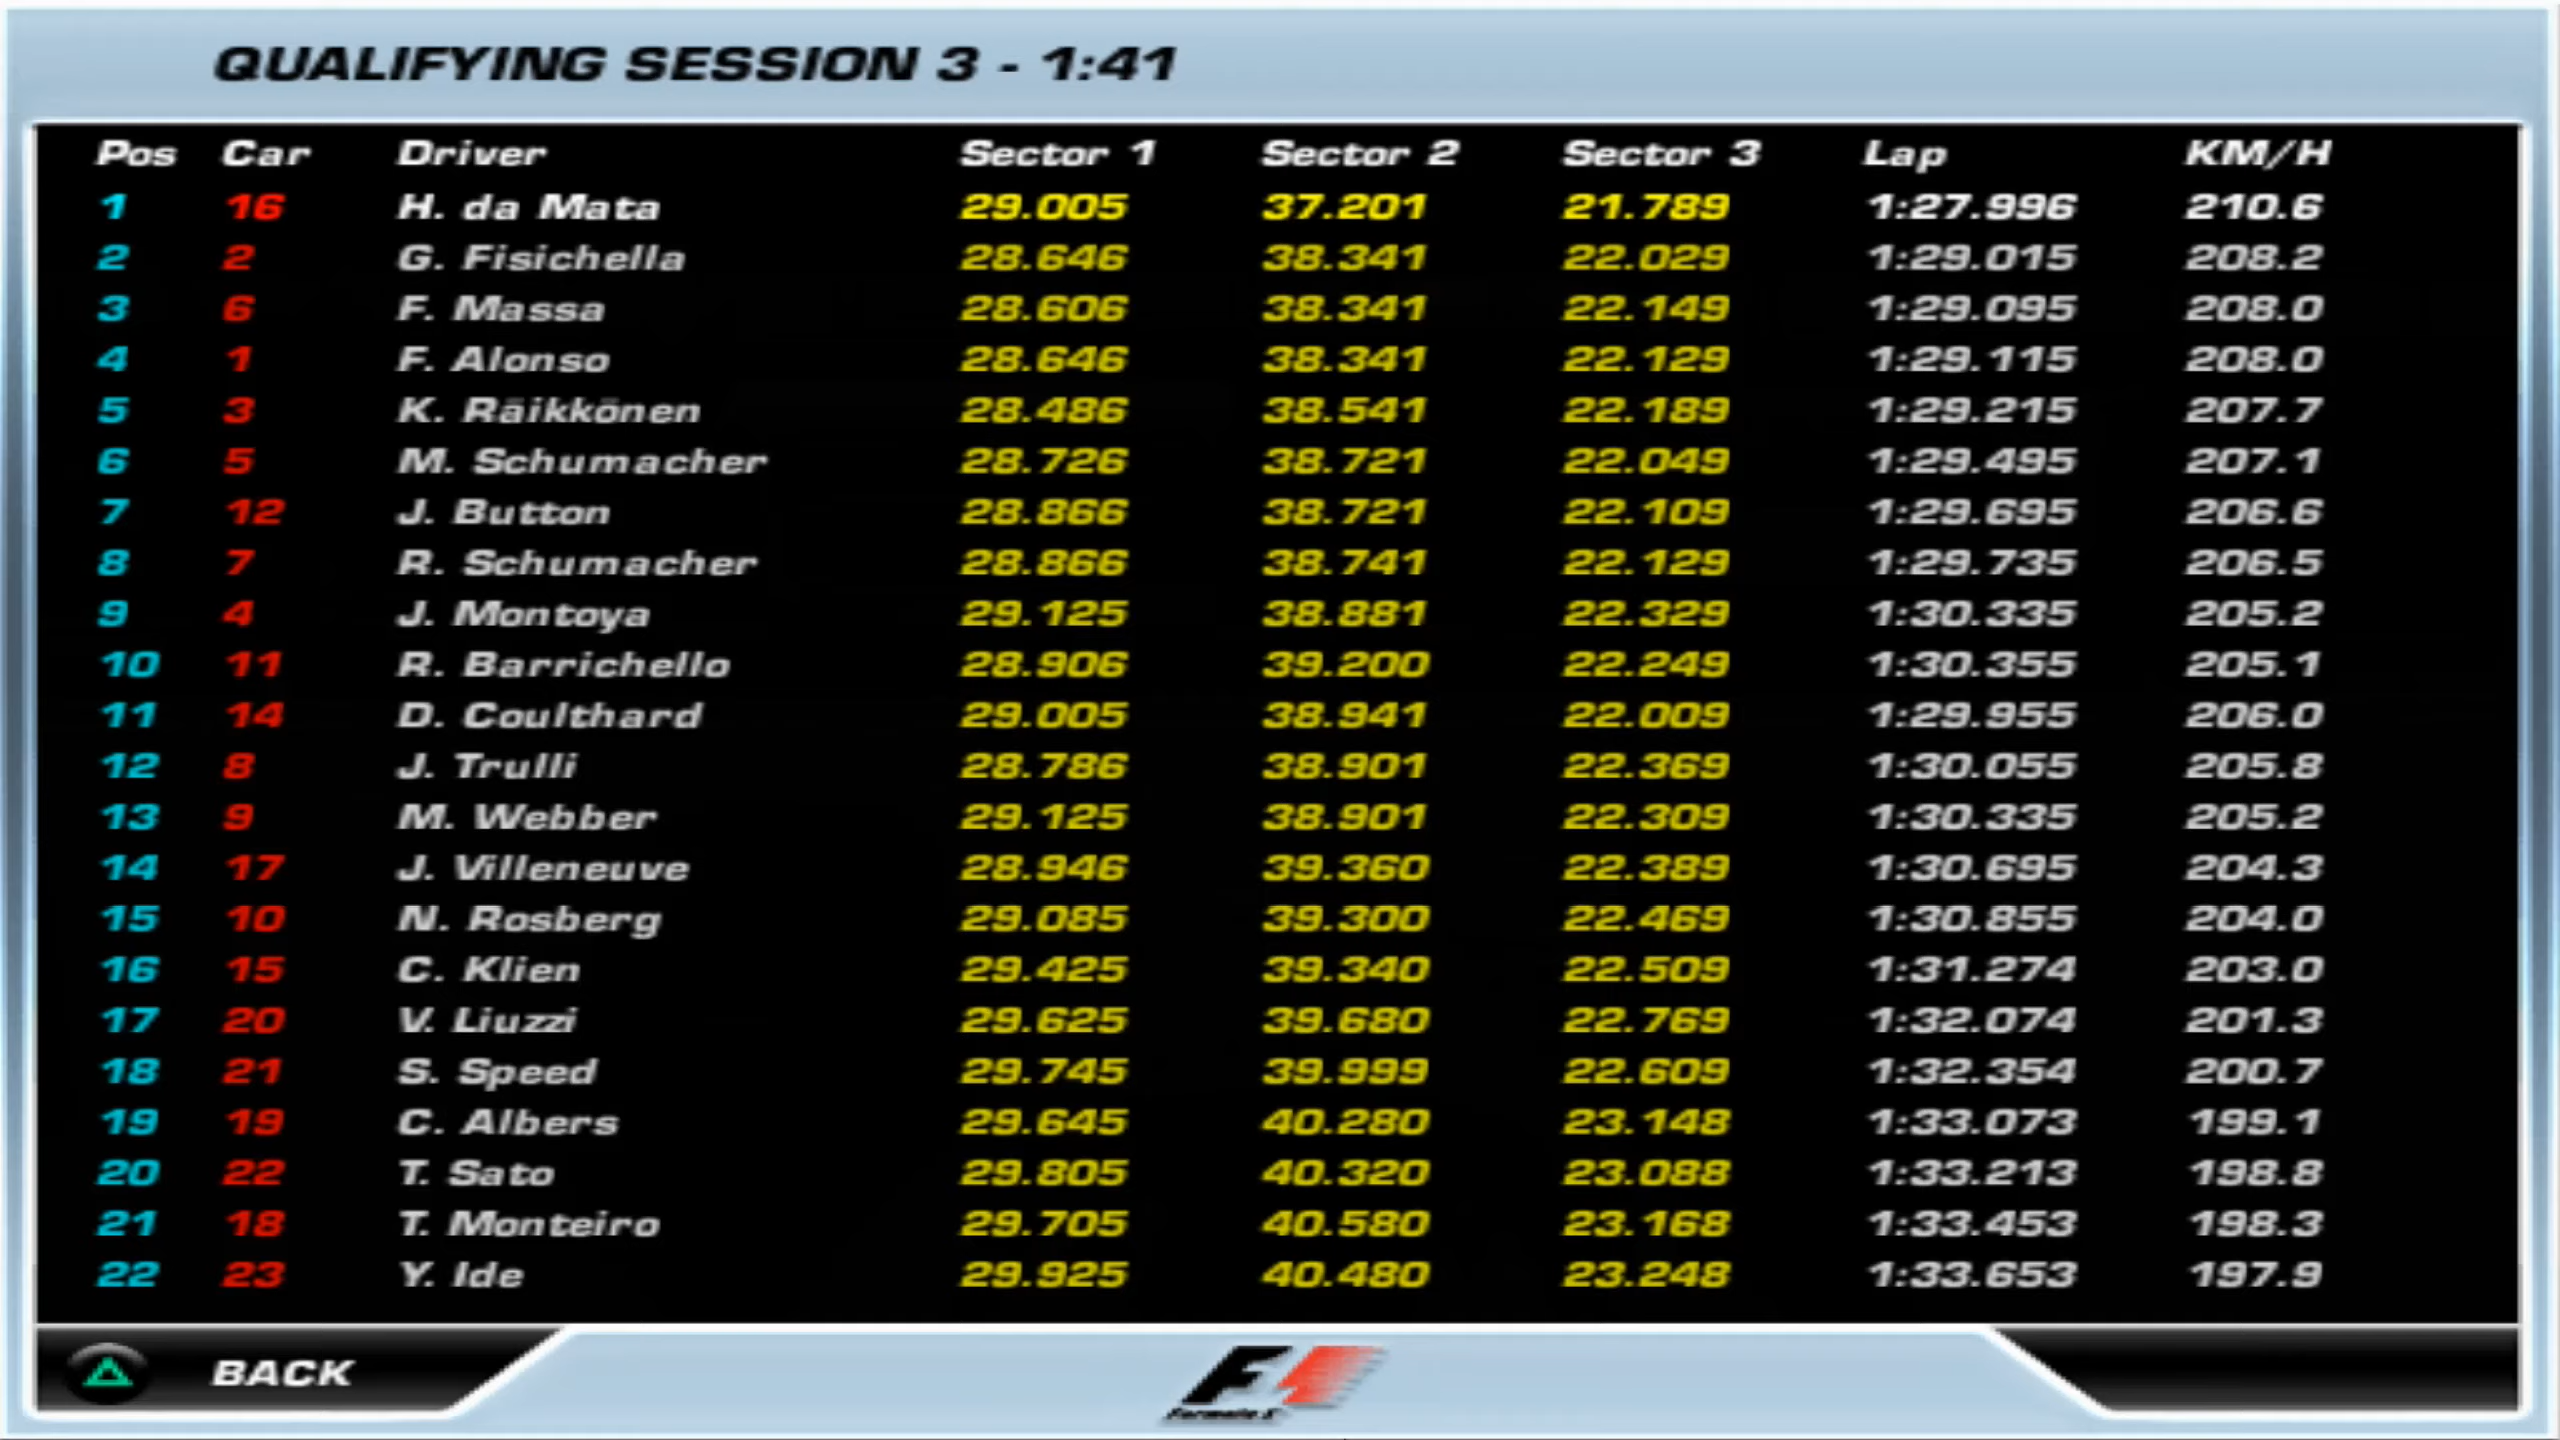 QUALIFYING SESSION 3 - 1:41
Pos Car Driver Sector 1 Sector 2 Sector 3 Lap KM/H
1 16 H. da Mata 29.005 37.201 21.789 1:27.996 210.6
2 2 G. Fisichella 28.646 38.341 22.029 1:29.015 208.2
3 6 F. Massa 28.606 38.341 22.149 1:29.095 208.0
4 1 F. Alonso 28.646 38.341 22.129 1:29.115 208.0
5 3 K. Räikkönen 28.486 38.541 22.189 1:29.215 207.7
6 5 M. Schumacher 28.726 38.721 22.049 1:29.495 207.1
7 12 J. Button 28.866 38.721 22.109 1:29.695 206.6
8 7 R. Schumacher 28.866 38.741 22.129 1:29.735 206.5
9 4 J. Montoya 29.125 38.881 22.329 1:30.335 205.2
10 11 R. Barrichello 28.906 39.200 22.249 1:30.355 205.1
11 14 D. Coulthard 29.005 38.941 22.009 1:29.955 206.0
12 8 J. Trulli 28.786 38.901 22.369 1:30.055 205.8
13 9 M. Webber 29.125 38.901 22.309 1:30.335 205.2
14 17 J. Villeneuve 28.946 39.360 22.389 1:30.695 204.3
15 10 N. Rosberg 29.085 39.300 22.469 1:30.855 204.0
16 15 C. Klien 29.425 39.340 22.509 1:31.274 203.0
17 20 V. Liuzzi 29.625 39.680 22.769 1:32.074 201.3
18 21 S. Speed 29.745 39.999 22.609 1:32.354 200.7
19 19 C. Albers 29.645 40.280 23.148 1:33.073 199.1
20 22 T. Sato 29.805 40.320 23.088 1:33.213 198.8
21 18 T. Monteiro 29.705 40.580 23.168 1:33.453 198.3
22 23 Y. Ide 29.925 40.480 23.248 1:33.653 197.9
BACK
F1
Formula 1